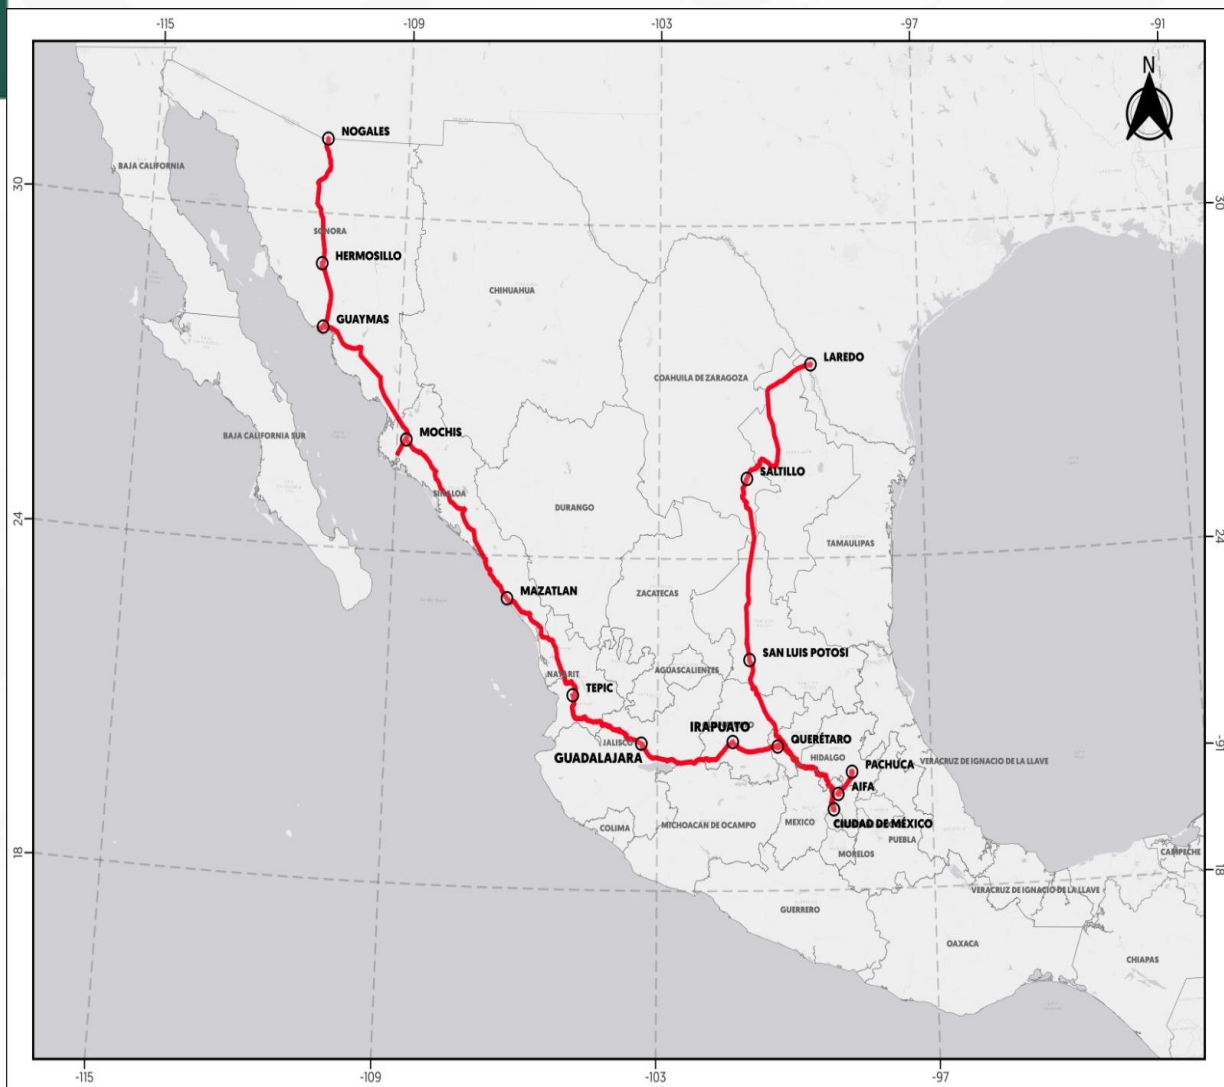 -115
-109
-103
-97
-91
N
NOGALES
BAJA CALIFORNIA
30
30
SONORA
HERMOSILLO
CHIHUAHUA
GUAYMAS
LAREDO
COAHUILA DE ZARAGOZA
MOCHIS
BAJA CALIFORNIA SUR
SALTILLO
SINALOA
DURANGO
24
24
TAMAULIPAS
MAZATLAN
ZACATECAS
SAN LUIS POTOSI
AGUASCALIENTES
NAYARIT
TEPIC
IRAPUATO
QUERÉTARO
JALISCO
GUADALAJARA
HIDALGO
VERACRUZ DE IGNACIO DE LA LLAVE
PACHUCA
AIFA
CIUDAD DE MÉXICO
COLIMA
MICHOACÁN DE OCAMPO
MEXICO
PUEBLA
MORELOS
CAMPECHE
18
18
VERACRUZ DE IGNACIO DE LA LLAVE
GUERRERO
OAXACA
CHIAPAS
-115
-109
-103
-97